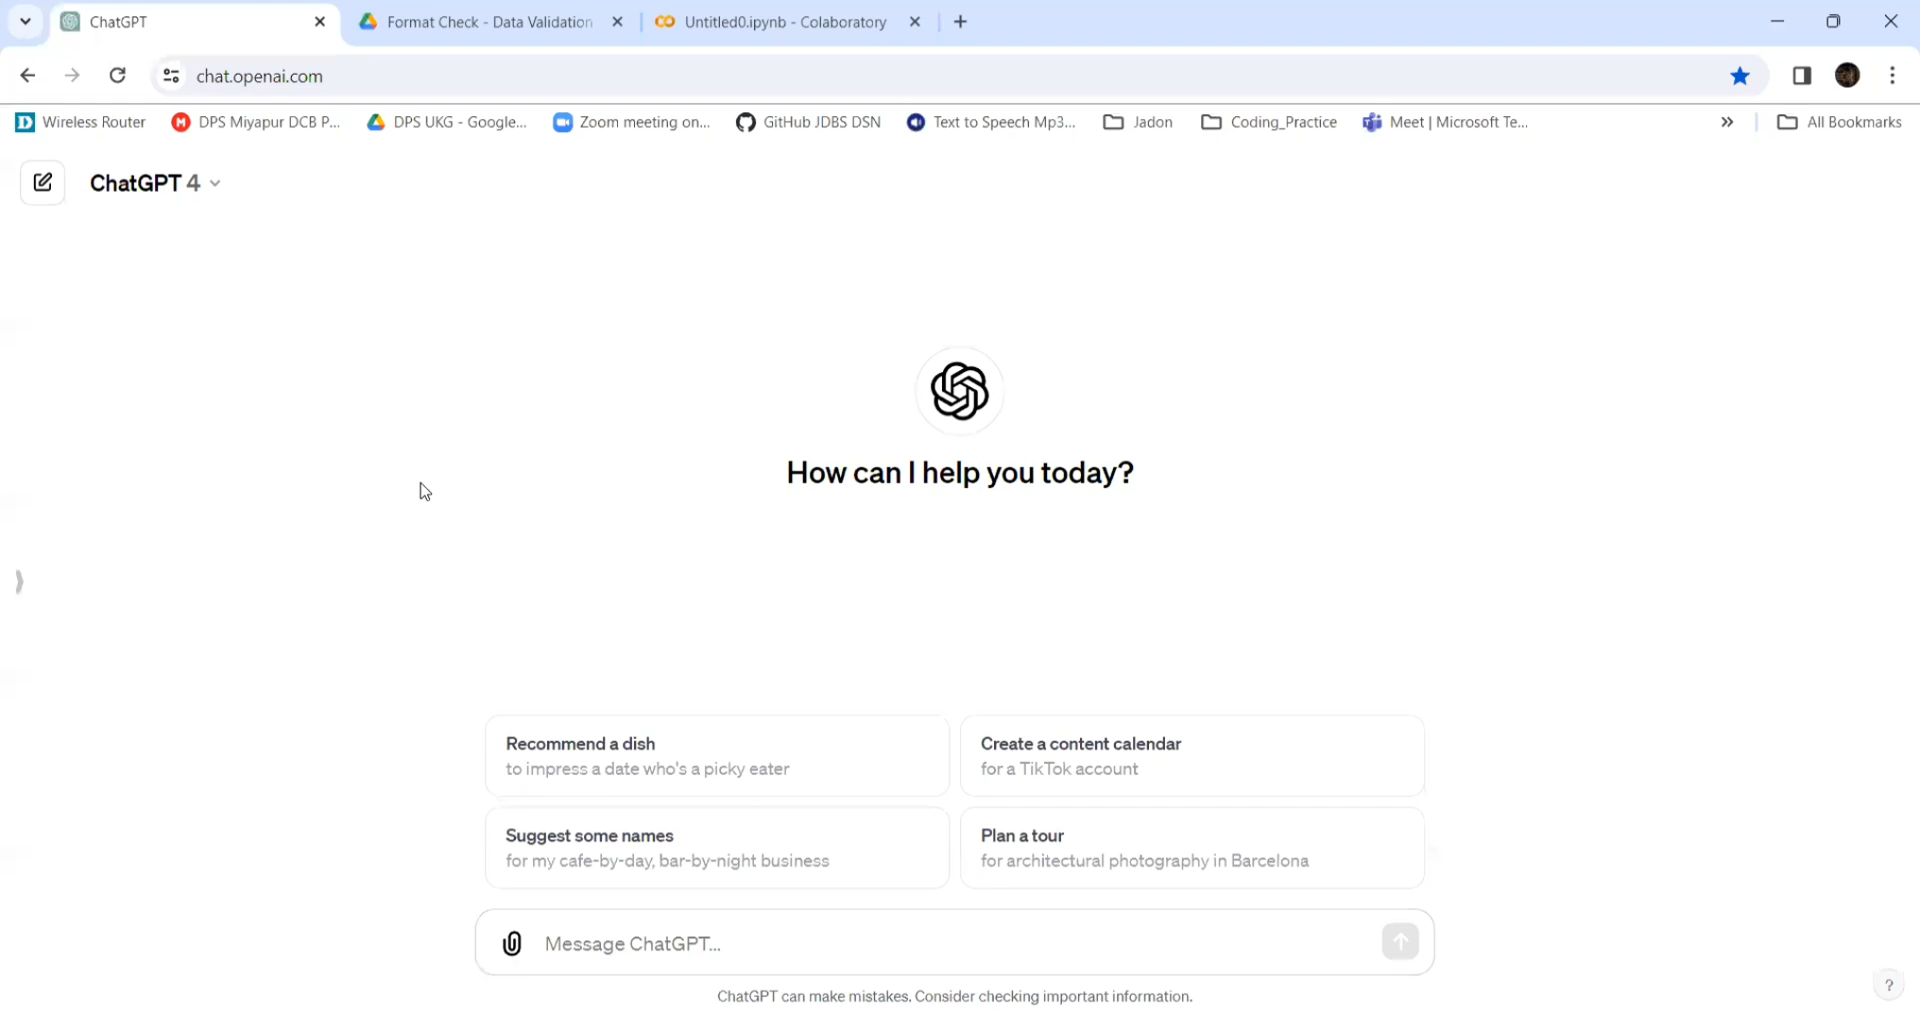 ChatGPT
Format Check - Data Validation
Untitled0.ipynb - Colaboratory
chat.openai.com
Wireless Router
DPS Miyapur DCB P...
DPS UKG - Google...
Zoom meeting on...
GitHub JDBS DSN
Text to Speech Mp3...
Jadon
Coding_Practice
Meet | Microsoft Te...
All Bookmarks
ChatGPT 4
How can I help you today?
Recommend a dish
to impress a date who's a picky eater
Create a content calendar
for a TikTok account
Suggest some names
for my cafe-by-day, bar-by-night business
Plan a tour
for architectural photography in Barcelona
Message ChatGPT...
ChatGPT can make mistakes. Consider checking important information.
?